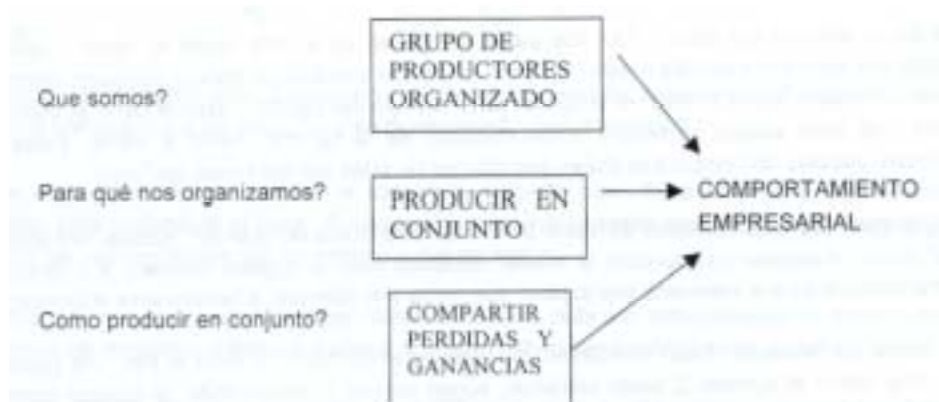 GRUPO DE
PRODUCTORES
ORGANIZADO
Que somos?
Para qué nos organizamos?
PRODUCIR EN
CONJUNTO
COMPORTAMIENTO
EMPRESARIAL
Como producir en conjunto?
COMPARTIR
PERDIDAS Y
GANANCIAS